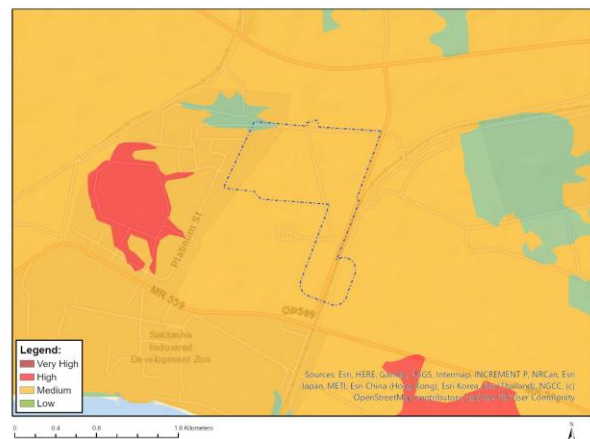 Platinum St
MR 559
OP599
Saldanha
Industrial
Development Zon
Legend:
Very High
High
Medium
Low
Sources: Esri, HERE, Garmin, USGS, Intermap, INCREMENT P, NRCan, Esri
Japan, METI, Esri China (Hong Kong), Esri Korea, Esri (Thailand), NGCC, (c)
OpenStreetMap contributors, and the GIS User Community
0 0.4 0.8 1.6 Kilometers
N